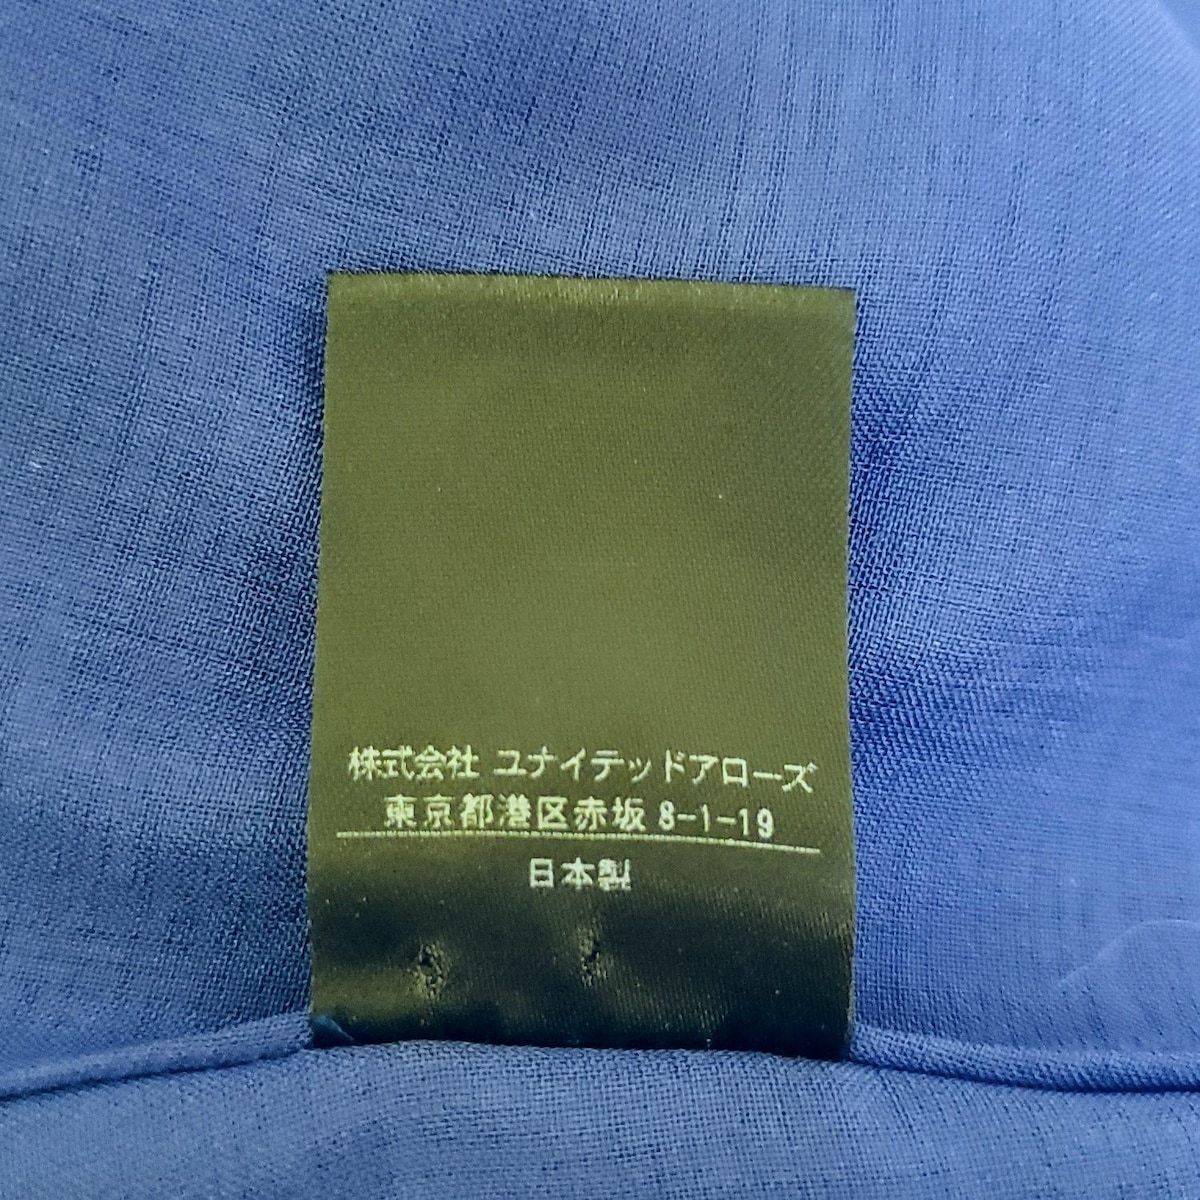 株式会社 ユナイテッドアローズ
東京都港区赤坂 8-1-19
日本製